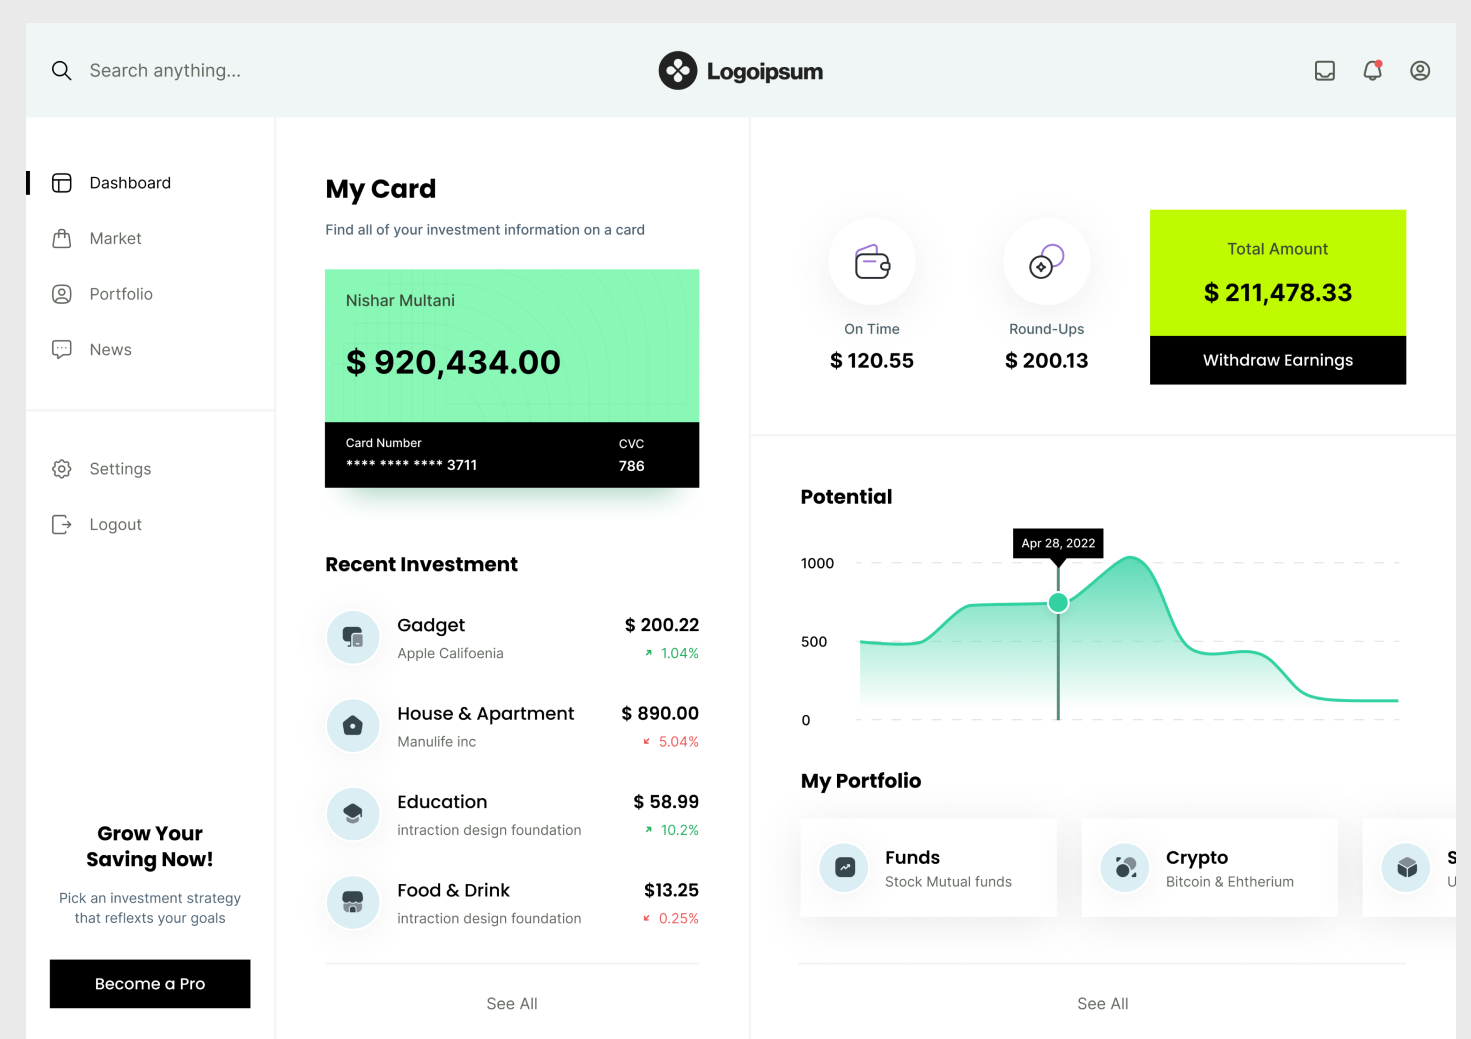 Search anything...
Logoipsum
Dashboard
Market
Portfolio
News
Settings
Logout
Grow Your
Saving Now!
Pick an investment strategy
that reflexts your goals
Become a Pro
My Card
Find all of your investment information on a card
Nishar Multani
$ 920,434.00
Card Number
CVC
**** **** **** 3711
786
Recent Investment
Gadget
$ 200.22
Apple Califoenia
1.04%
House & Apartment
$ 890.00
Manulife inc
5.04%
Education
$ 58.99
intraction design foundation
10.2%
Food & Drink
$13.25
intraction design foundation
0.25%
See All
On Time
$ 120.55
Round-Ups
$ 200.13
Total Amount
$ 211,478.33
Withdraw Earnings
Potential
Apr 28, 2022
1000
500
0
My Portfolio
Funds
Stock Mutual funds
Crypto
Bitcoin & Ehtherium
See All